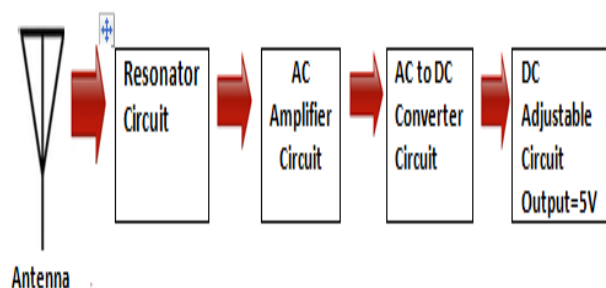 Resonator
Circuit
AC
Amplifier
Circuit
AC to DC
Converter
Circuit
DC
Adjustable
Circuit
Output=5V
Antenna